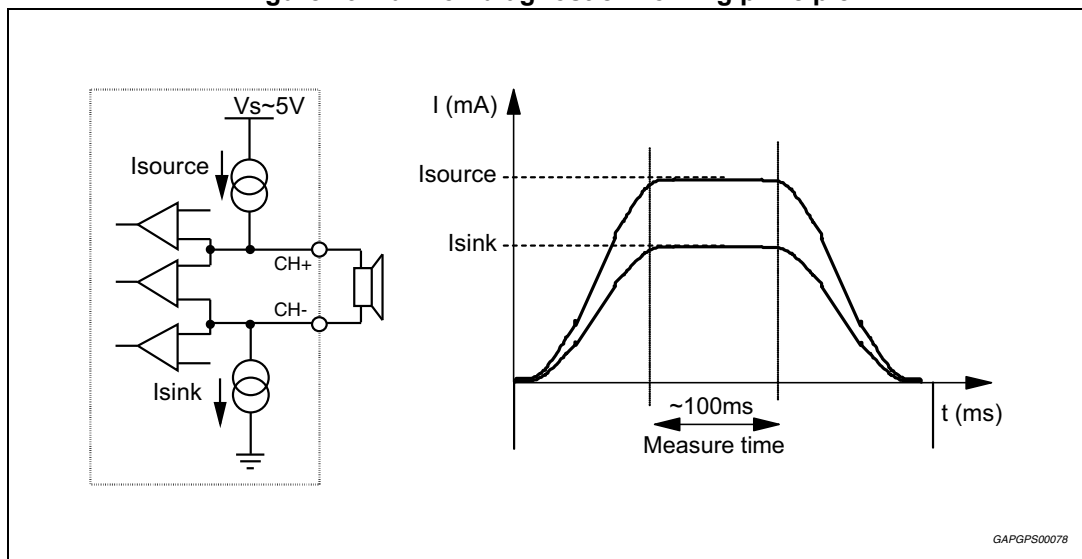 Vs~5V
Isource
CH+
CH-
Isink
I (mA)
Isource
Isink
~100ms
Measure time
t (ms)
GAPGPS00078